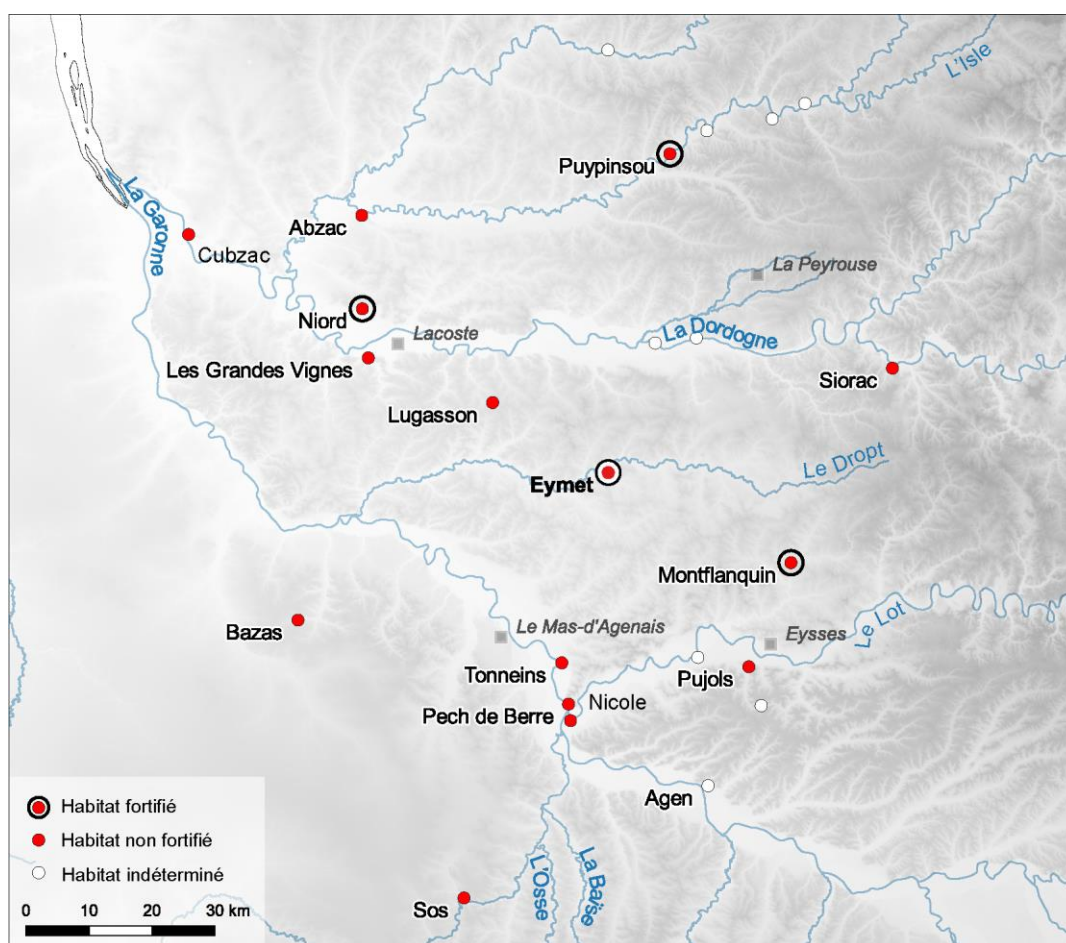 L'Isle
Puypinsou
La Garonne
Abzac
Cubzac
La Peyrouse
Niord
Lacoste
La Dordogne
Les Grandes Vignes
Siorac
Lugasson
Le Dropt
Eymet
Montflanquin
Le Lot
Bazas
Le Mas-d'Agenais
Eysses
Tonneins
Pujols
Nicole
Pech de Berre
Agen
L'Osse
La Baïse
Sos
Habitat fortifié
Habitat non fortifié
Habitat indéterminé
0 10 20 30 km